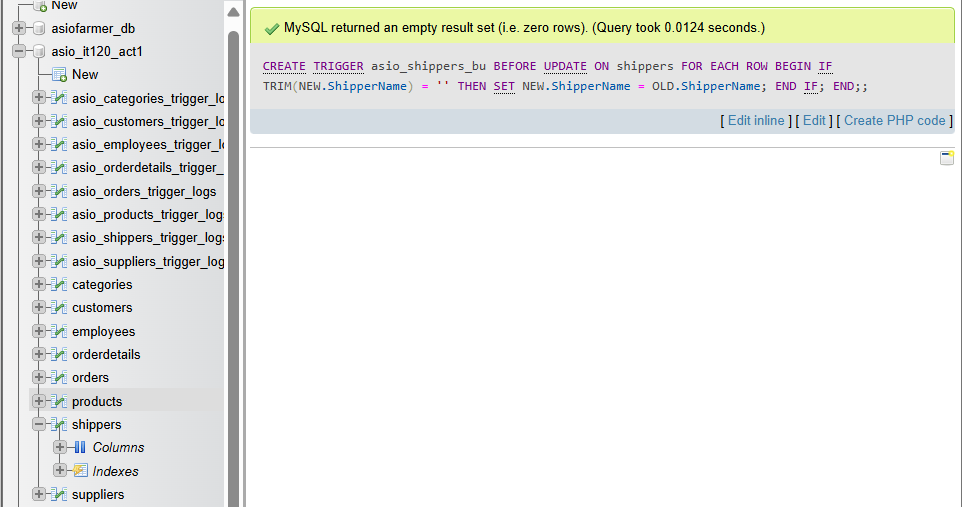 New
asiofarmer_db
asio_it120_act1
New
asio_categories_trigger_lo
asio_customers_trigger_lo
asio_employees_trigger_l
asio_orderdetails_trigger_
asio_orders_trigger_logs
asio_products_trigger_log
asio_shippers_trigger_logs
asio_suppliers_trigger_log
categories
customers
employees
orderdetails
orders
products
shippers
Columns
Indexes
suppliers
MySQL returned an empty result set (i.e. zero rows). (Query took 0.0124 seconds.)
CREATE TRIGGER asio_shippers_bu BEFORE UPDATE ON shippers FOR EACH ROW BEGIN IF
TRIM(NEW.ShipperName) = '' THEN SET NEW.ShipperName = OLD.ShipperName; END IF; END;;
[ Edit inline ] [ Edit ] [ Create PHP code ]